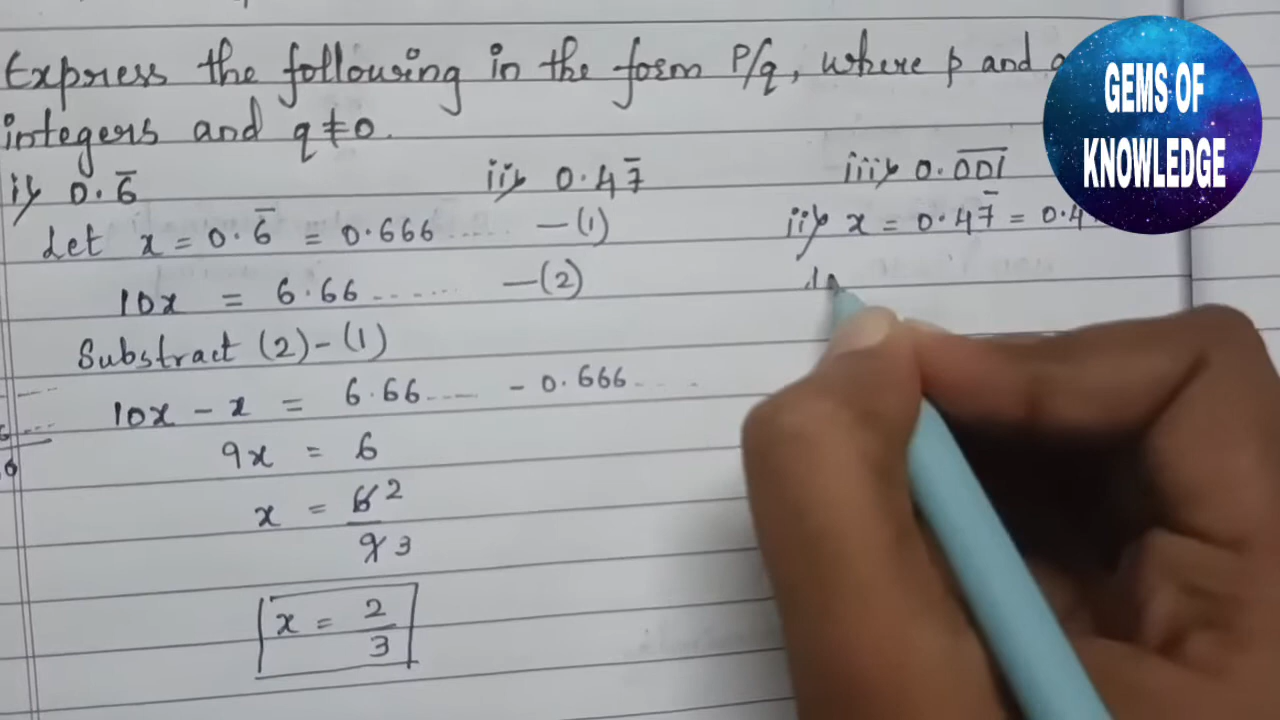 Express the following in the form P/q, where p and q
integers and q ≠ 0.
i) 0.6̅
ii) 0.47̅
iii) 0.0̅0̅1̅
Let x = 0.6̅ = 0.666...... —(1)
10x = 6.66........ —(2)
Substract (2)-(1)
10x - x = 6.66..... - 0.666....
9x = 6
x = 6̸ 2 / 9̸ 3
x = 2/3
ii) x = 0.47̅ = 0.4
GEMS OF
KNOWLEDGE